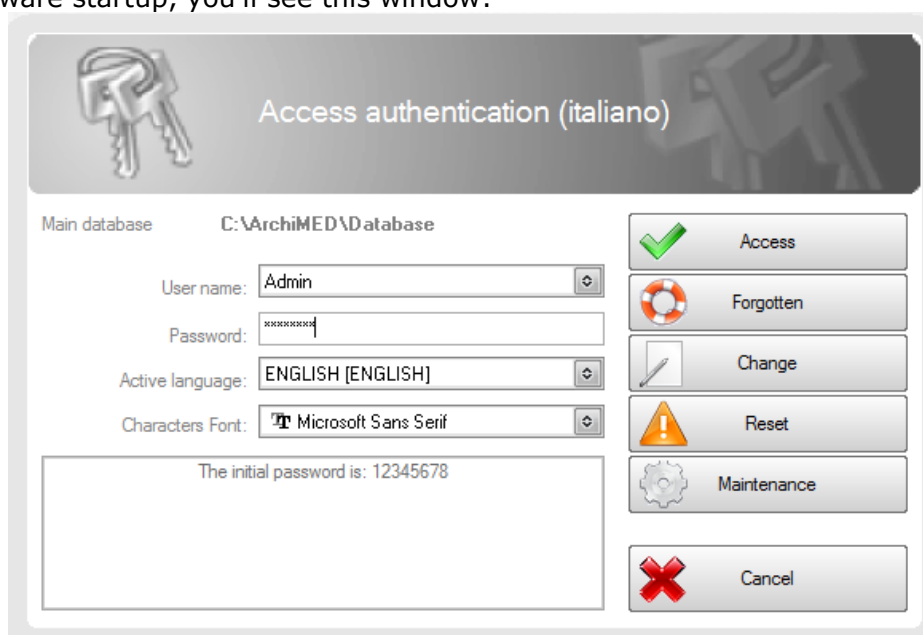 ware startup, you'll see this window:
Access authentication (italiano)
Main database C:\ArchiMED\Database
User name: Admin
Password: ********
Active language: ENGLISH [ENGLISH]
Characters Font: Microsoft Sans Serif
The initial password is: 12345678
Access
Forgotten
Change
Reset
Maintenance
Cancel